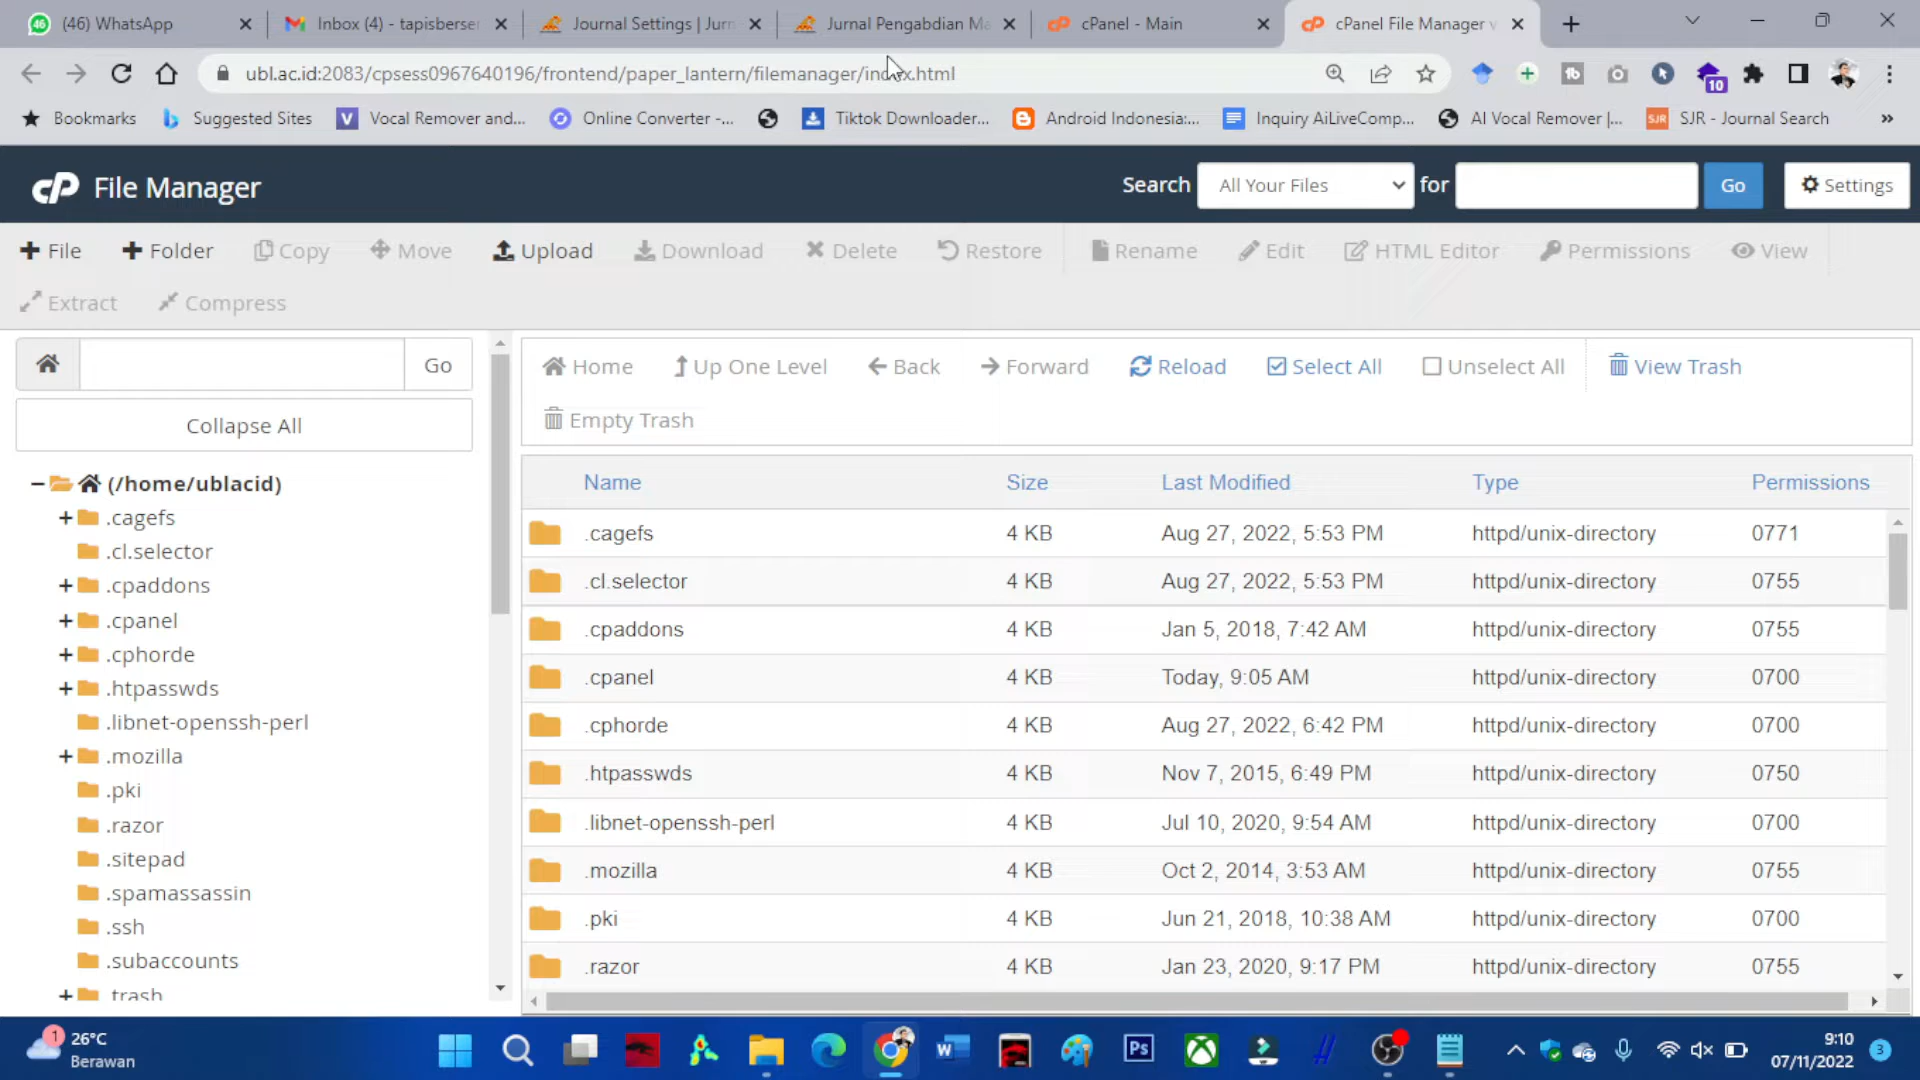 (46) WhatsApp
Inbox (4) - tapisberser
Journal Settings | Jurn
Jurnal Pengabdian Ma
cPanel - Main
cPanel File Manager v
ubl.ac.id:2083/cpsess0967640196/frontend/paper_lantern/filemanager/index.html
10
Bookmarks
Suggested Sites
Vocal Remover and...
Online Converter -...
Tiktok Downloader...
Android Indonesia:...
Inquiry AiLiveComp...
AI Vocal Remover |...
SJR - Journal Search
»
cP File Manager
Search All Your Files for Go Settings
File
Folder
Copy
Move
Upload
Download
Delete
Restore
Rename
Edit
HTML Editor
Permissions
View
Extract
Compress
Go
Collapse All
(/home/ublacid)
.cagefs
.cl.selector
.cpaddons
.cpanel
.cphorde
.htpasswds
.libnet-openssh-perl
.mozilla
.pki
.razor
.sitepad
.spamassassin
.ssh
.subaccounts
.trash
Home
Up One Level
Back
Forward
Reload
Select All
Unselect All
View Trash
Empty Trash
Name Size Last Modified Type Permissions
.cagefs 4 KB Aug 27, 2022, 5:53 PM httpd/unix-directory 0771
.cl.selector 4 KB Aug 27, 2022, 5:53 PM httpd/unix-directory 0755
.cpaddons 4 KB Jan 5, 2018, 7:42 AM httpd/unix-directory 0755
.cpanel 4 KB Today, 9:05 AM httpd/unix-directory 0700
.cphorde 4 KB Aug 27, 2022, 6:42 PM httpd/unix-directory 0700
.htpasswds 4 KB Nov 7, 2015, 6:49 PM httpd/unix-directory 0750
.libnet-openssh-perl 4 KB Jul 10, 2020, 9:54 AM httpd/unix-directory 0700
.mozilla 4 KB Oct 2, 2014, 3:53 AM httpd/unix-directory 0755
.pki 4 KB Jun 21, 2018, 10:38 AM httpd/unix-directory 0700
.razor 4 KB Jan 23, 2020, 9:17 PM httpd/unix-directory 0755
1
26°C
Berawan
Ps
9:10
07/11/2022
3